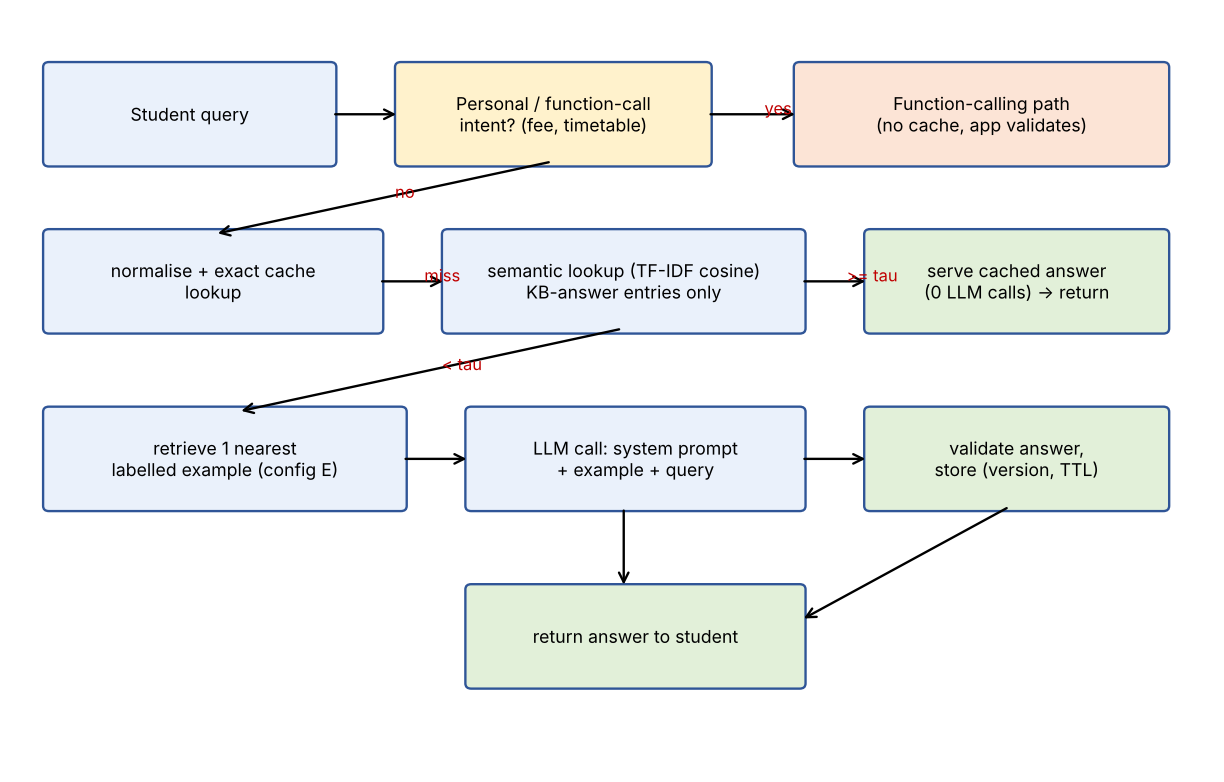 Student query
Personal / function-call
intent? (fee, timetable)
yes
Function-calling path
(no cache, app validates)
no
normalise + exact cache
lookup
miss
semantic lookup (TF-IDF cosine)
KB-answer entries only
>= tau
serve cached answer
(0 LLM calls) → return
< tau
retrieve 1 nearest
labelled example (config E)
LLM call: system prompt
+ example + query
validate answer,
store (version, TTL)
return answer to student